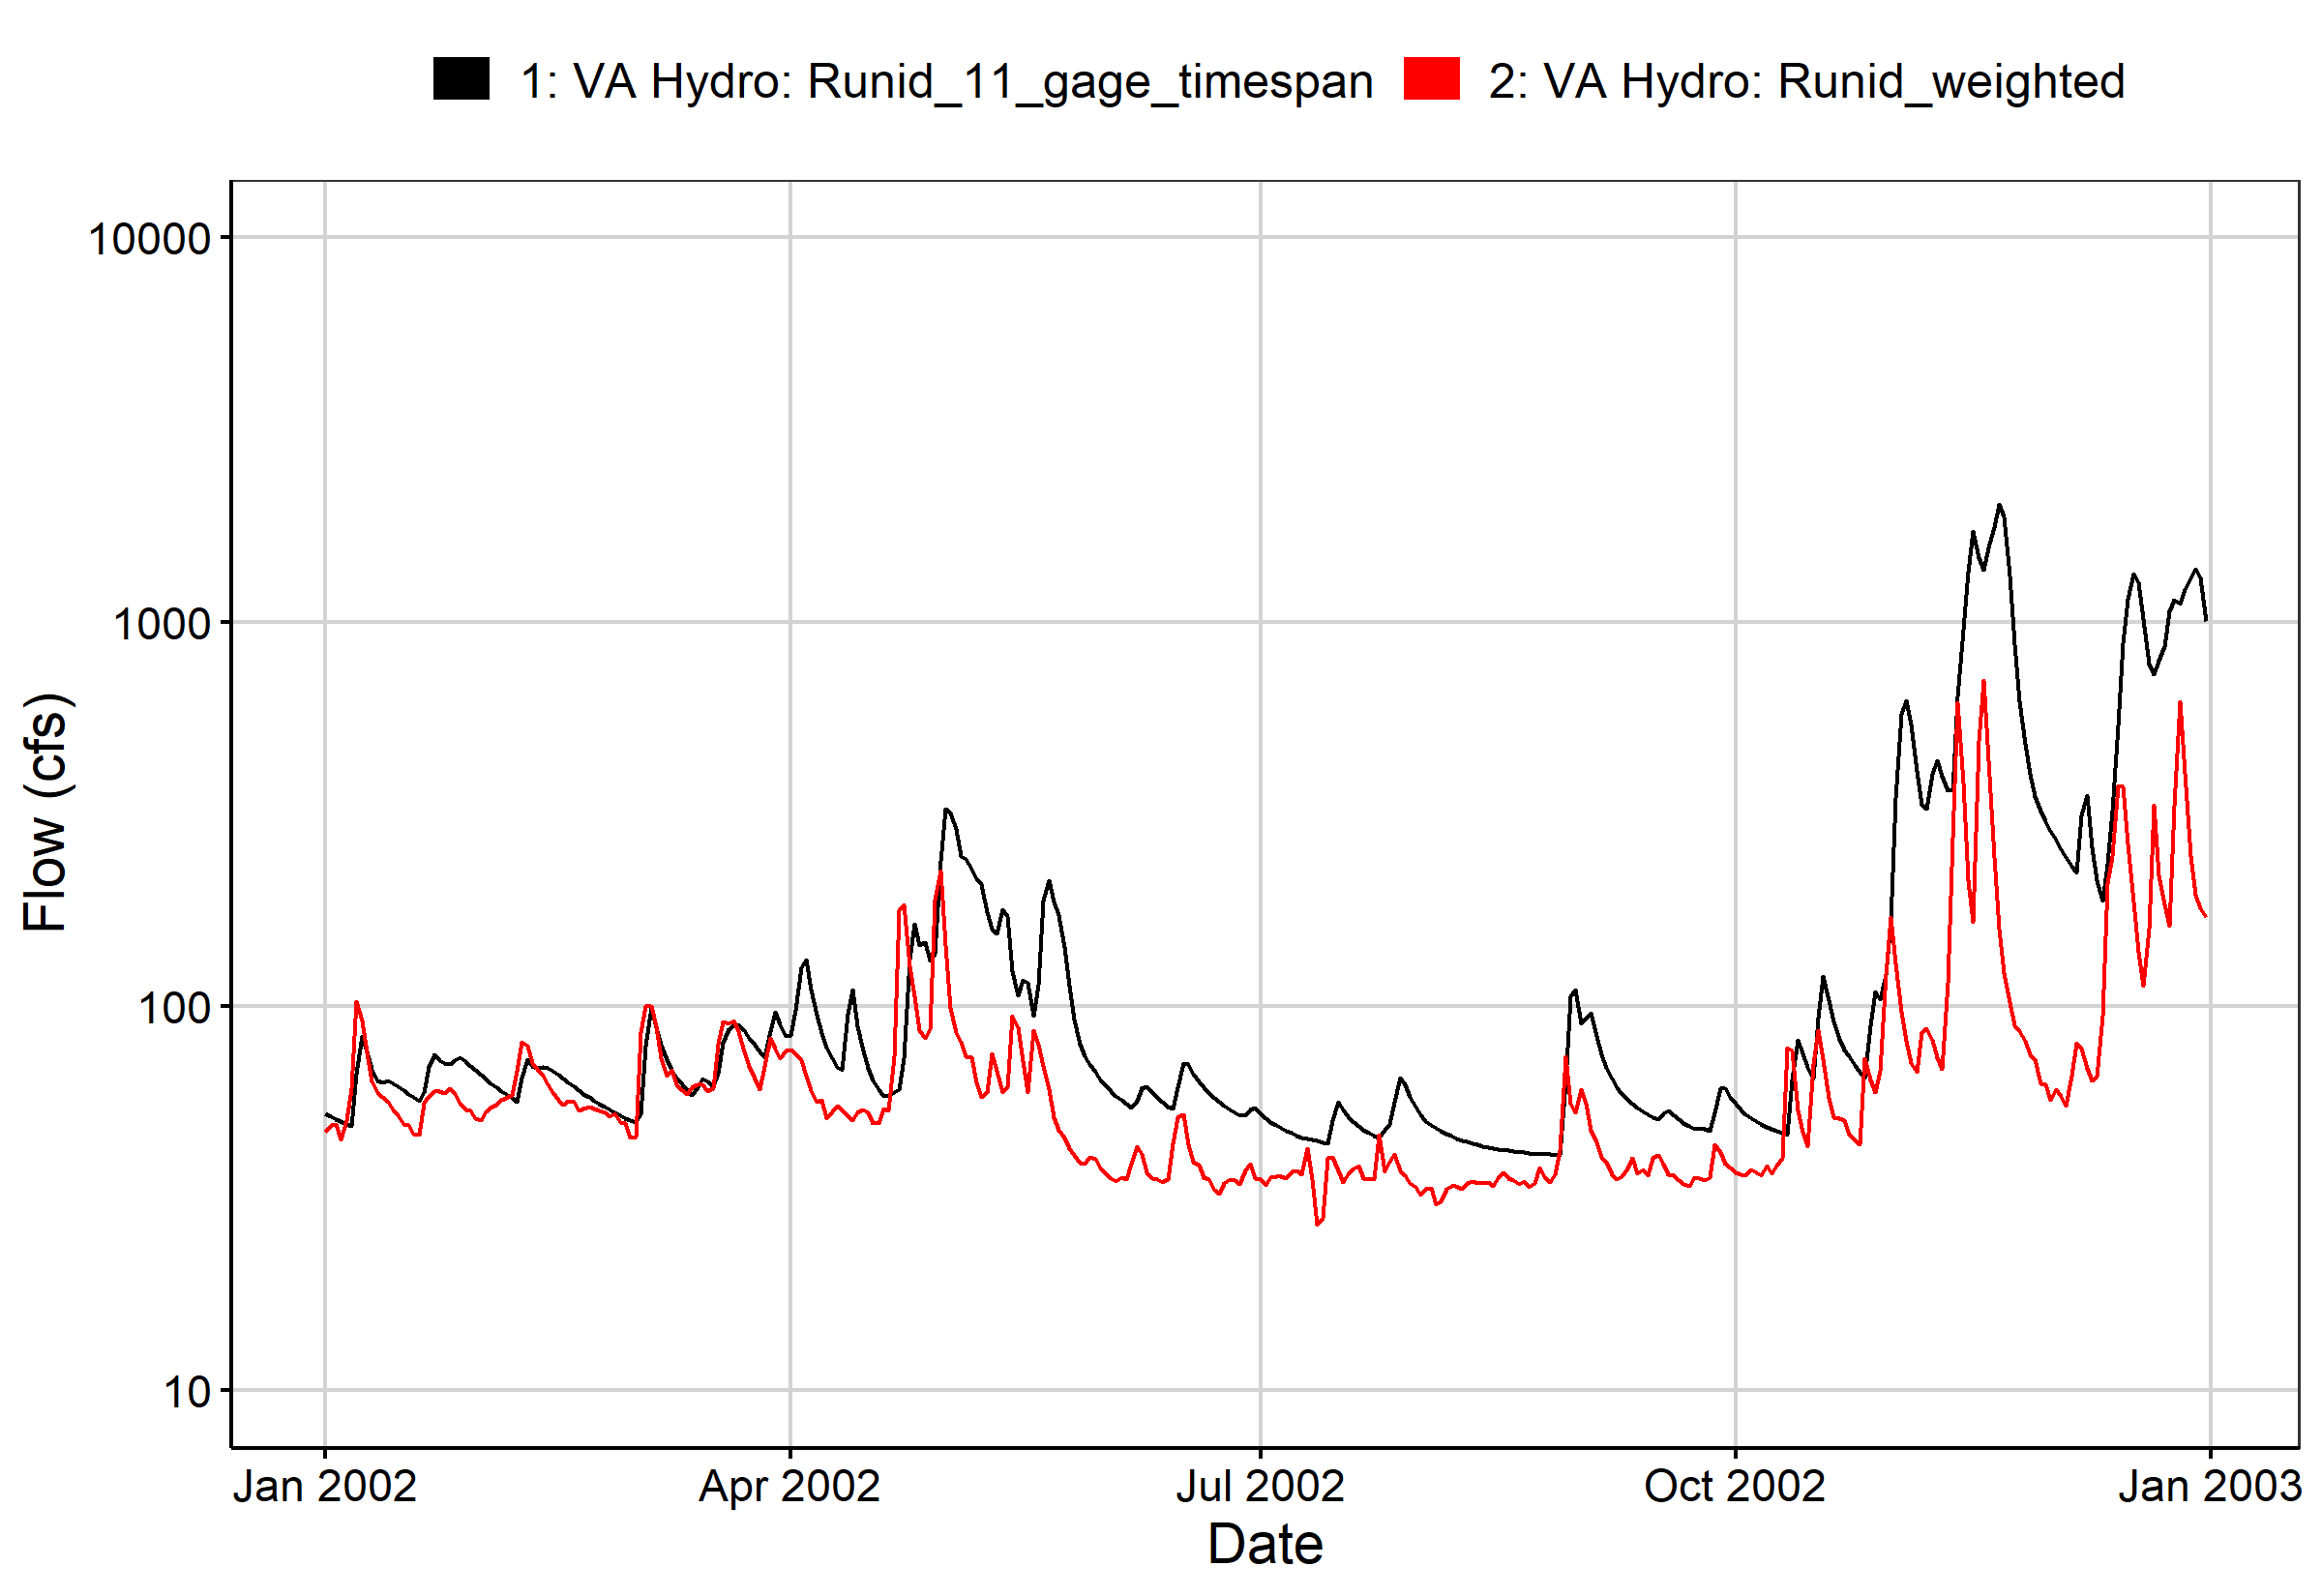 1: VA Hydro: Runid_11_gage_timespan 2: VA Hydro: Runid_weighted
10000
1000
100
10
Flow (cfs)
Jan 2002 Apr 2002 Jul 2002 Oct 2002 Jan 2003
Date